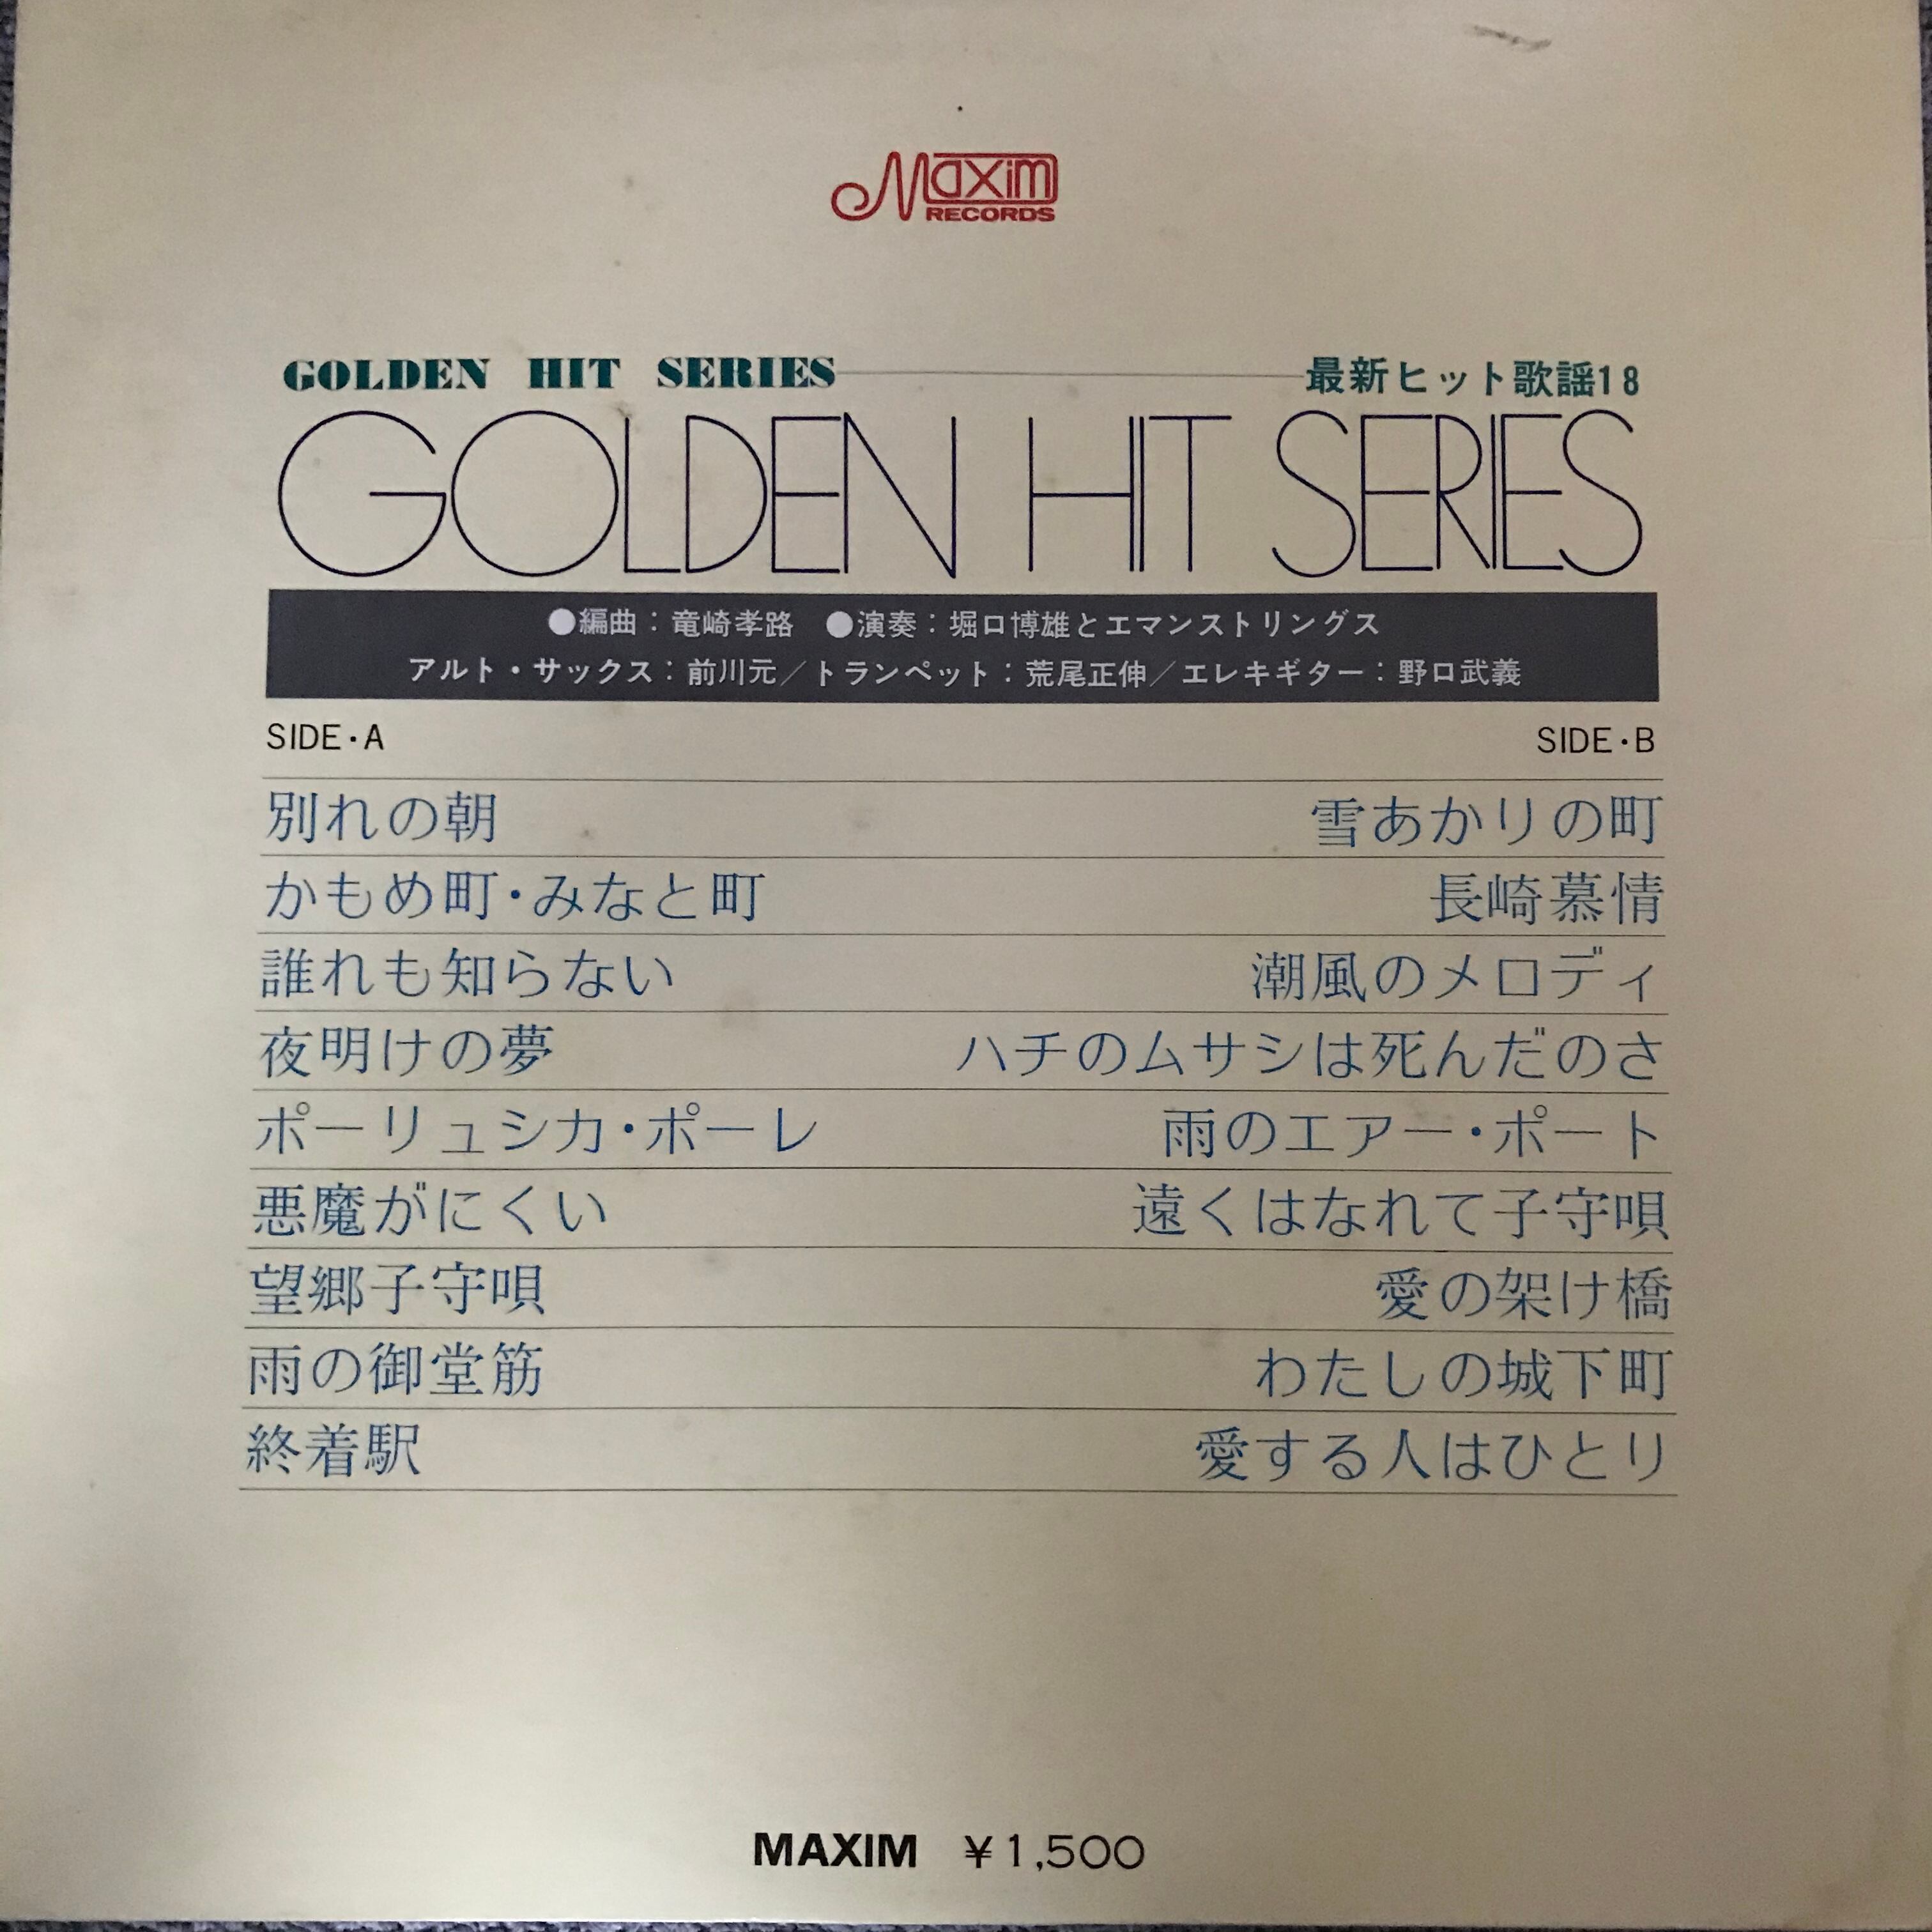 Maxim
RECORDS
GOLDEN HIT SERIES 最新ヒット歌謡18
GOLDEN HIT SERIES
●編曲：竜崎孝路 ●演奏：堀口博雄とエマンストリングス
アルト・サックス：前川元／トランペット：荒尾正伸／エレキギター：野口武義
SIDE・A
別れの朝
かもめ町・みなと町
誰れも知らない
夜明けの夢
ポーリュシカ・ポーレ
悪魔がにくい
望郷子守唄
雨の御堂筋
終着駅
SIDE・B
雪あかりの町
長崎慕情
潮風のメロディ
ハチのムサシは死んだのさ
雨のエアー・ポート
遠くはなれて子守唄
愛の架け橋
わたしの城下町
愛する人はひとり
MAXIM ¥1,500